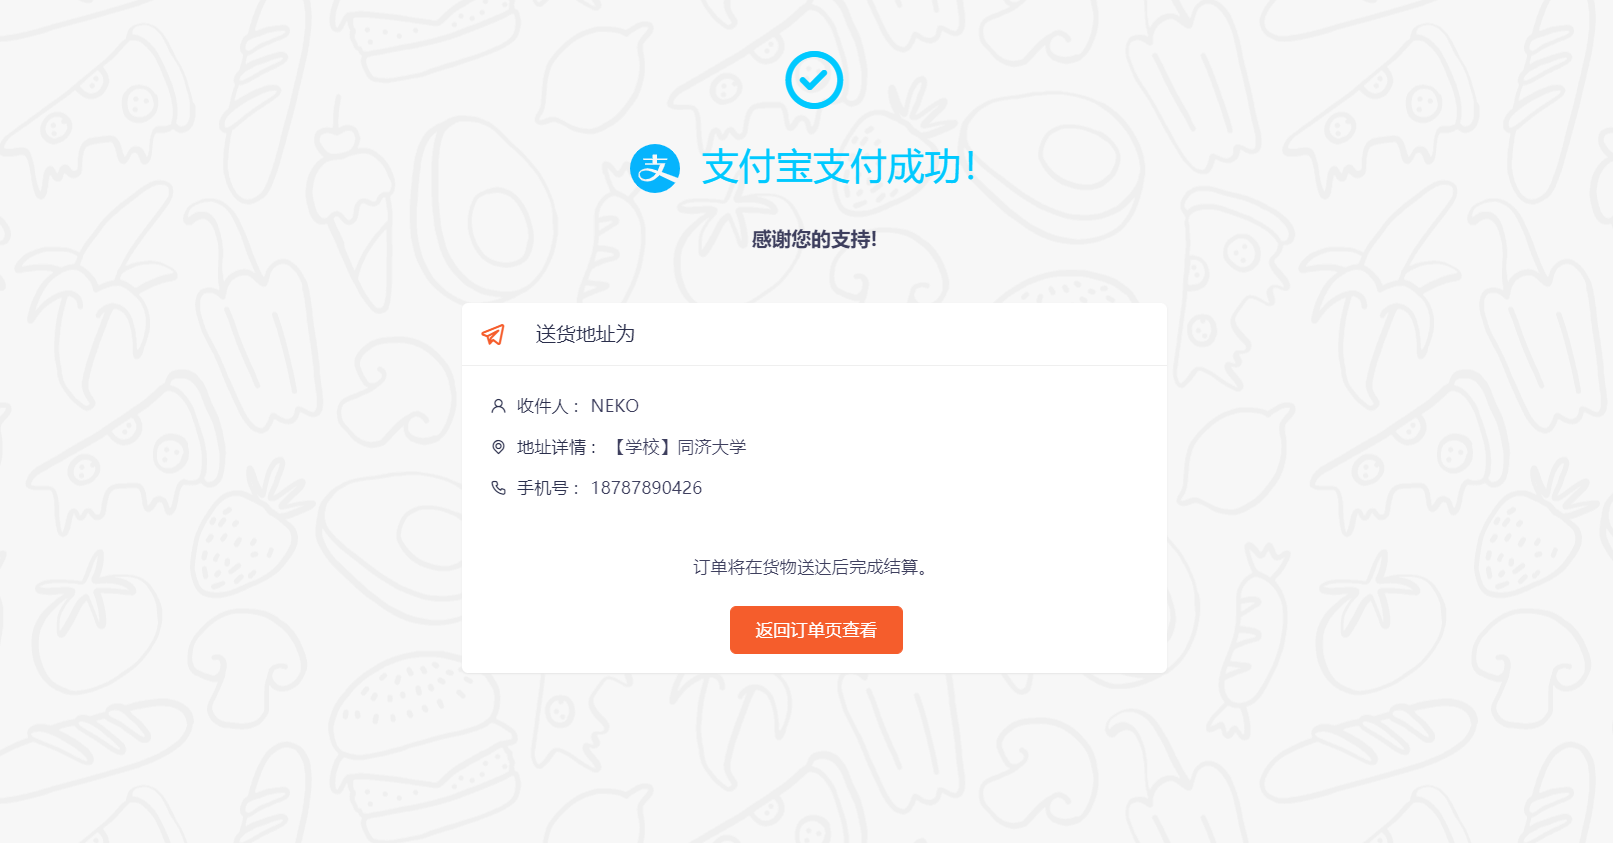 支付宝支付成功！
感谢您的支持!
送货地址为
收件人： NEKO
地址详情： 【学校】同济大学
手机号： 18787890426
订单将在货物送达后完成结算。
返回订单页查看